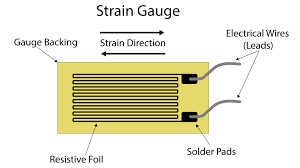 Strain Gauge
Electrical Wires
(Leads)
Gauge Backing
Strain Direction
Resistive Foil
Solder Pads